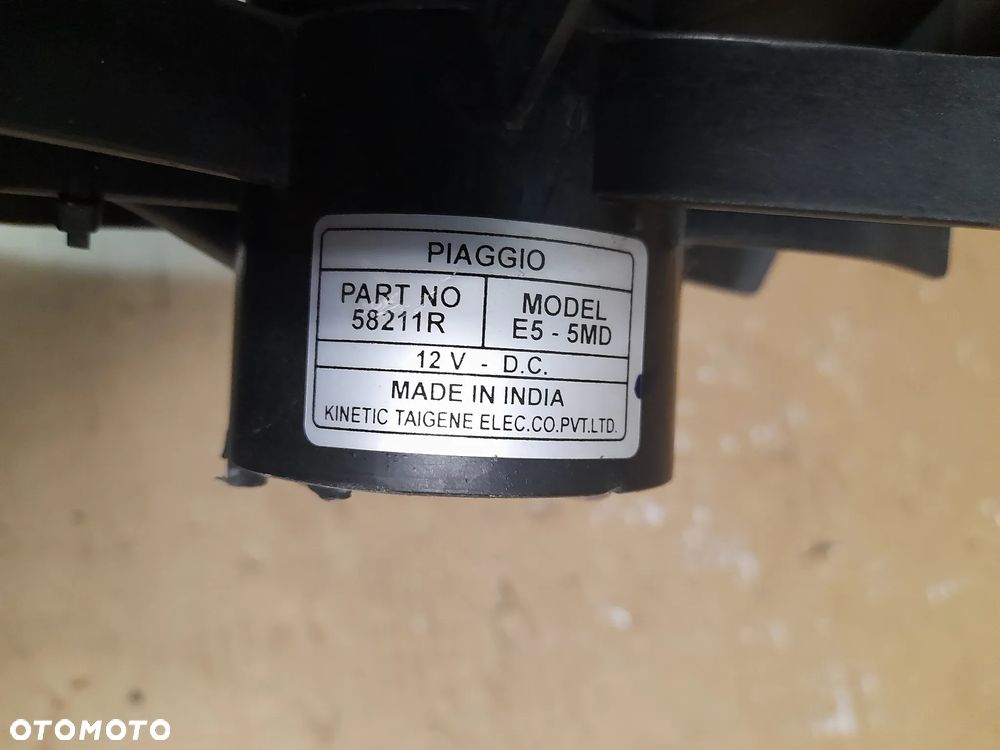 PIAGGIO
PART NO
58211R
MODEL
E5 - 5MD
12 V - D.C.
MADE IN INDIA
KINETIC TAIGENE ELEC.CO.PVT.LTD.
OTOMOTO